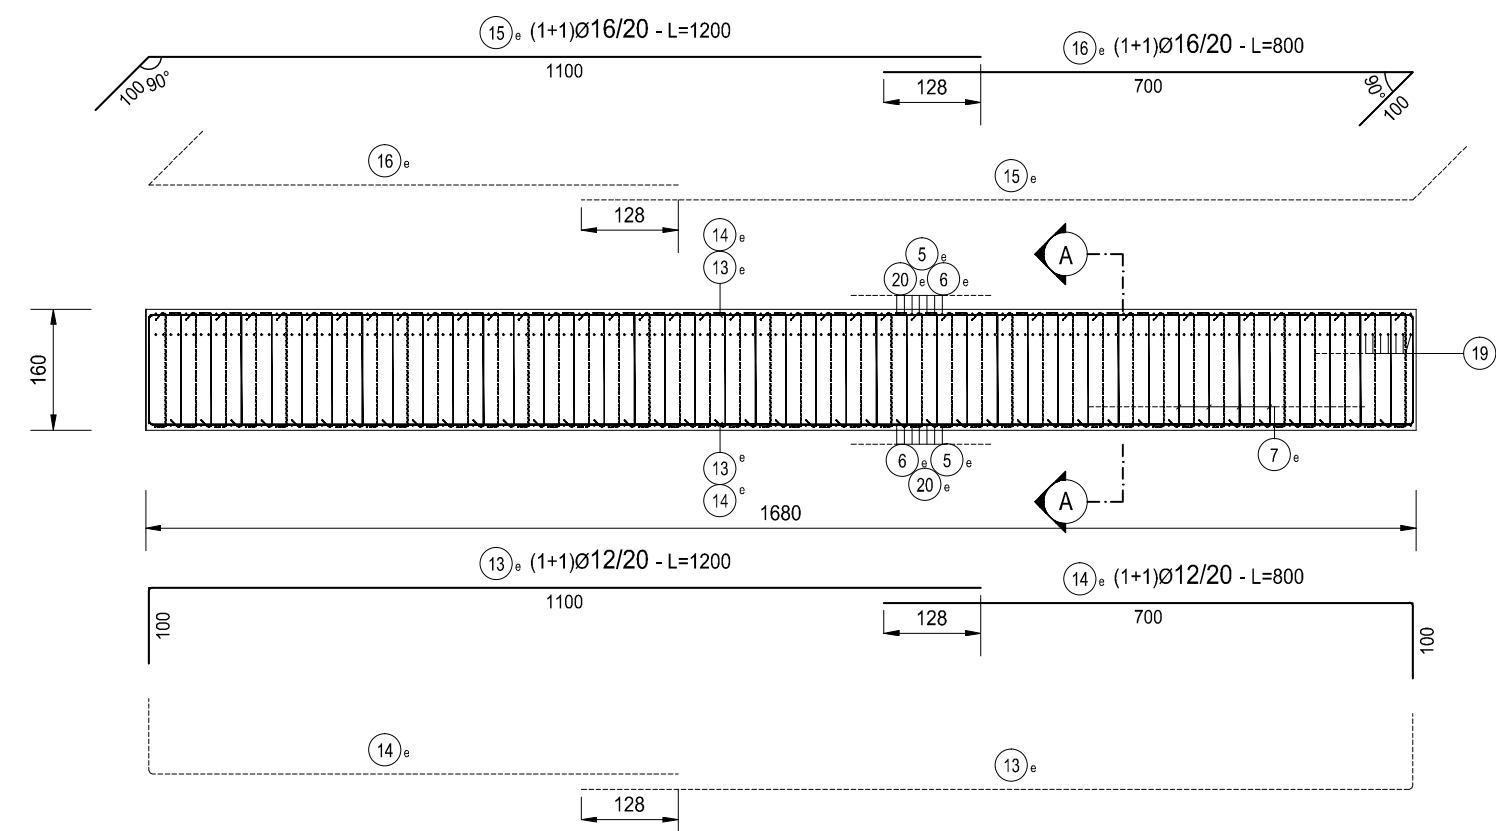 15 e (1+1)Ø16/20 - L=1200
16 e (1+1)Ø16/20 - L=800
1100
100
90°
128
700
90°
100
16 e
15 e
128
14 e
13 e
5 e
20 e
6 e
A
160
19
13 e
14 e
6 e
5 e
20 e
7 e
A
1680
13 e (1+1)Ø12/20 - L=1200
14 e (1+1)Ø12/20 - L=800
1100
128
700
100
100
14 e
13 e
128